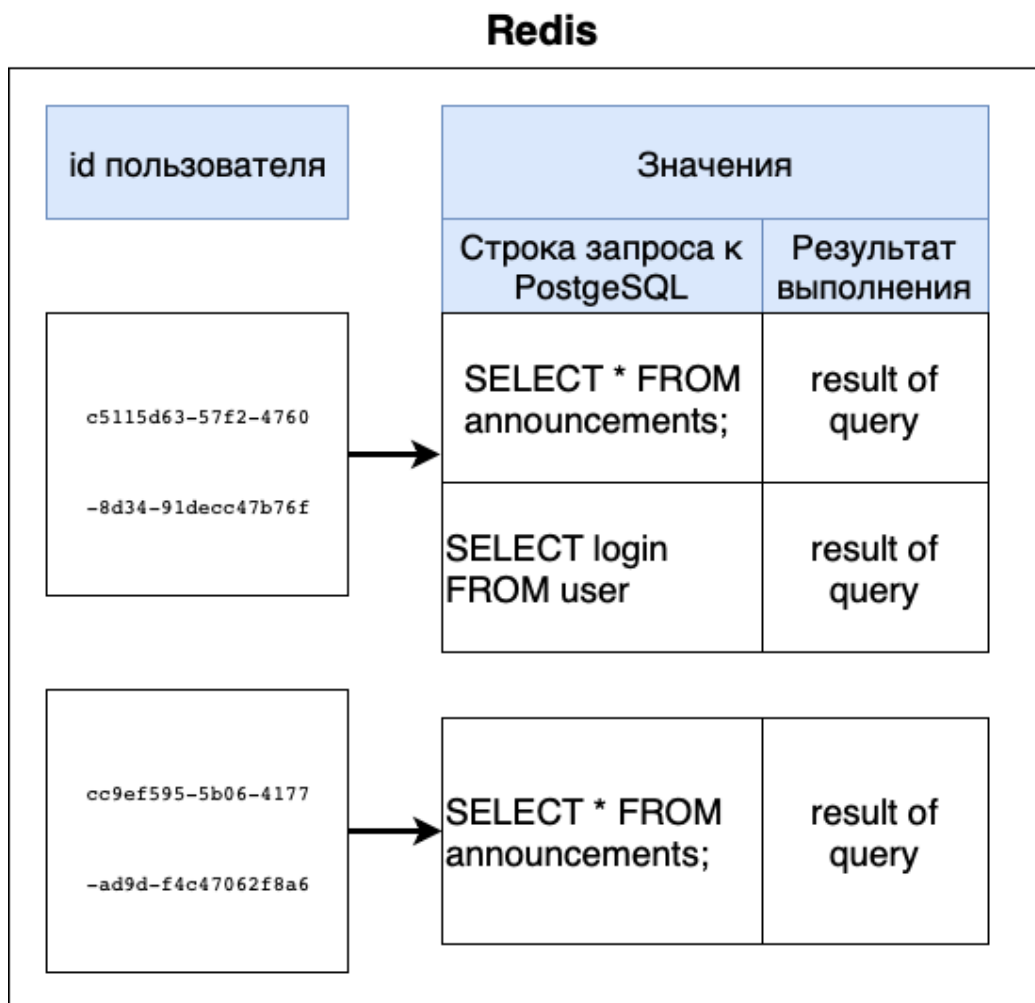 Redis
id пользователя
Значения
Строка запроса к
PostgeSQL
Результат
выполнения
c5115d63-57f2-4760
-8d34-91decc47b76f
SELECT * FROM
announcements;
result of
query
SELECT login
FROM user
result of
query
cc9ef595-5b06-4177
-ad9d-f4c47062f8a6
SELECT * FROM
announcements;
result of
query